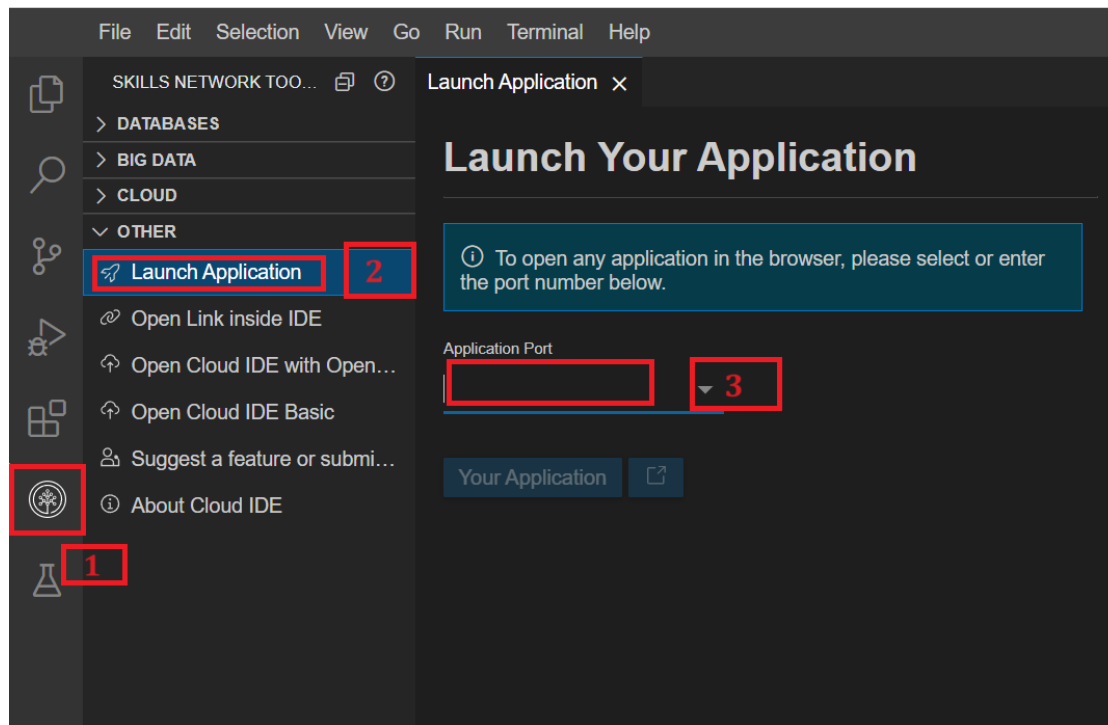 File Edit Selection View Go Run Terminal Help
SKILLS NETWORK TOO...
Launch Application
DATABASES
BIG DATA
CLOUD
OTHER
Launch Application 2
Open Link inside IDE
Open Cloud IDE with Open...
Open Cloud IDE Basic
Suggest a feature or submi...
About Cloud IDE
1
Launch Your Application
To open any application in the browser, please select or enter
the port number below.
Application Port
3
Your Application